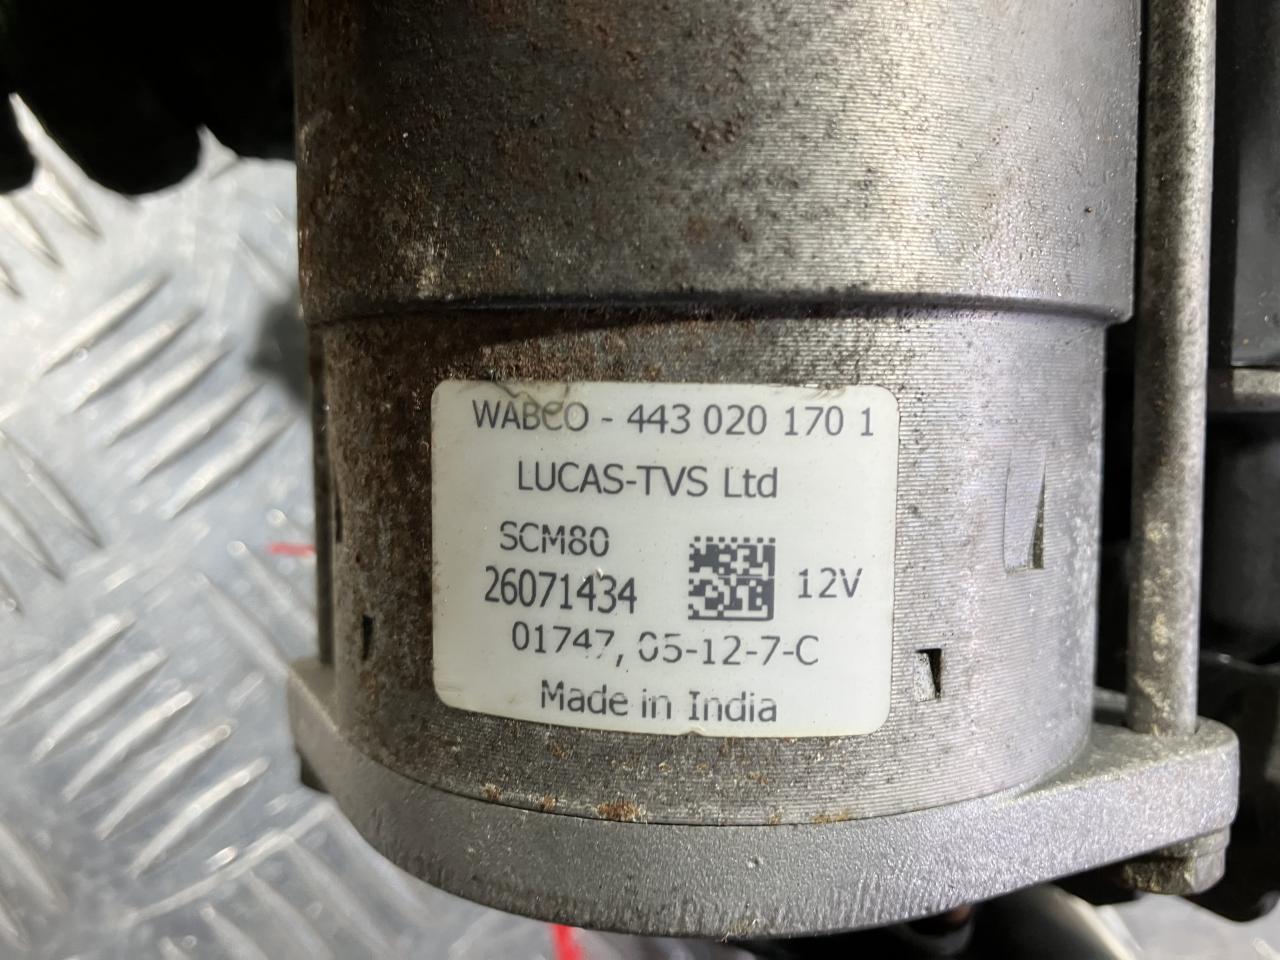 WABCO - 443 020 170 1
LUCAS-TVS Ltd
SCM80
26071434
12V
01747, 05-12-7-C
Made in India